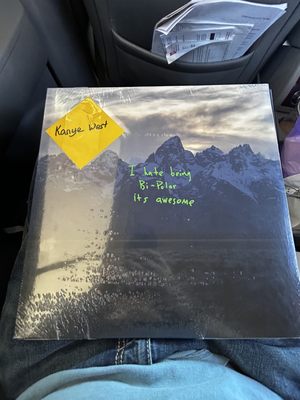 Kanye West
I hate being
Bi-Polar
its awesome